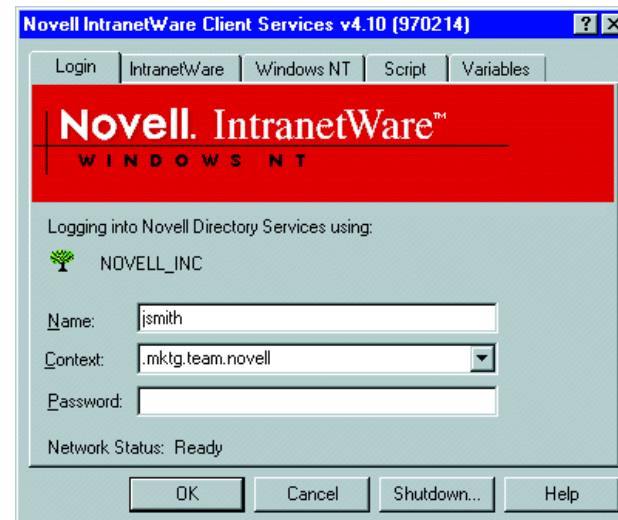 Novell IntranetWare Client Services v4.10 (970214)
Login IntranetWare Windows NT Script Variables
Novell. IntranetWare™
WINDOWS NT
Logging into Novell Directory Services using:
NOVELL_INC
Name: jsmith
Context: .mktg.team.novell
Password:
Network Status: Ready
OK Cancel Shutdown... Help